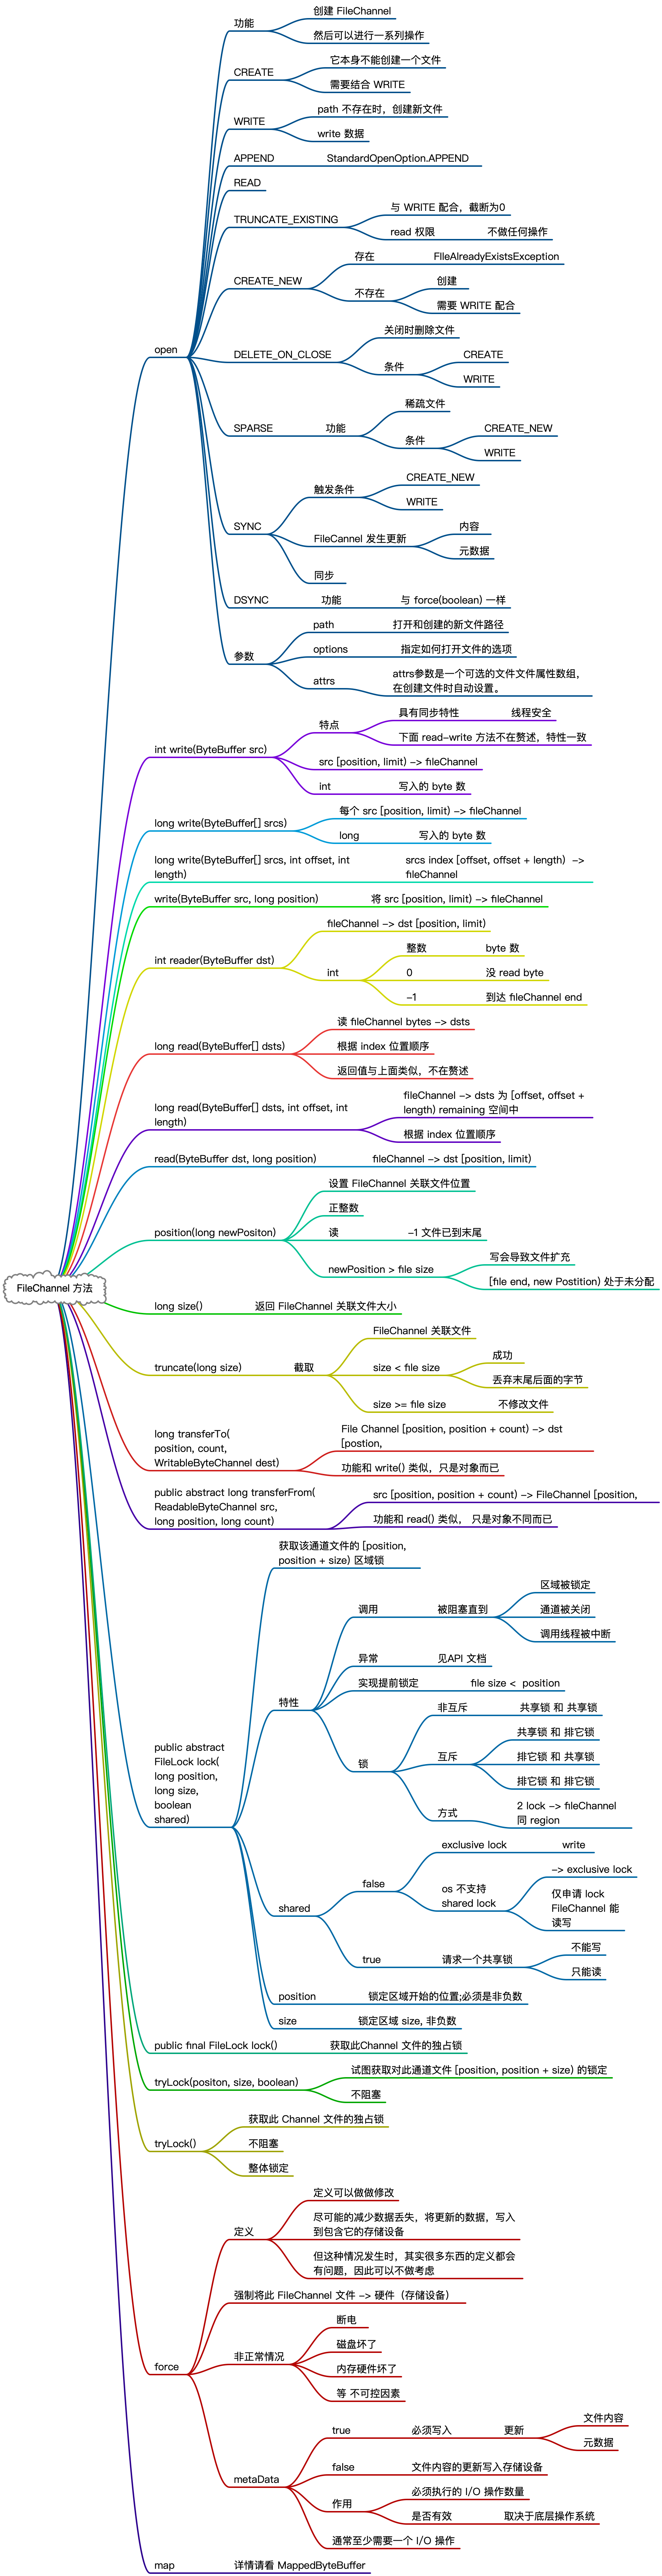 功能
创建 FileChannel
然后可以进行一系列操作
CREATE
它本身不能创建一个文件
需要结合 WRITE
WRITE
path 不存在时，创建新文件
write 数据
APPEND
StandardOpenOption.APPEND
READ
TRUNCATE_EXISTING
与 WRITE 配合，截断为0
read 权限
不做任何操作
CREATE_NEW
存在
FIleAlreadyExistsException
不存在
创建
需要 WRITE 配合
open
DELETE_ON_CLOSE
关闭时删除文件
条件
CREATE
WRITE
SPARSE
功能
稀疏文件
条件
CREATE_NEW
WRITE
SYNC
触发条件
CREATE_NEW
WRITE
FileCannel 发生更新
内容
元数据
同步
DSYNC
功能
与 force(boolean) 一样
参数
path
打开和创建的新文件路径
options
指定如何打开文件的选项
attrs
attrs参数是一个可选的文件文件属性数组，
在创建文件时自动设置。
int write(ByteBuffer src)
特点
具有同步特性
线程安全
下面 read-write 方法不在赘述，特性一致
src [position, limit) -> fileChannel
int
写入的 byte 数
long write(ByteBuffer[] srcs)
每个 src [position, limit) -> fileChannel
long
写入的 byte 数
long write(ByteBuffer[] srcs, int offset, int
length)
srcs index [offset, offset + length) ->
fileChannel
write(ByteBuffer src, long position)
将 src [position, limit) -> fileChannel
int reader(ByteBuffer dst)
fileChannel -> dst [position, limit)
int
整数
byte 数
0
没 read byte
-1
到达 fileChannel end
long read(ByteBuffer[] dsts)
读 fileChannel bytes -> dsts
根据 index 位置顺序
返回值与上面类似，不在赘述
long read(ByteBuffer[] dsts, int offset, int
length)
fileChannel -> dsts 为 [offset, offset +
length) remaining 空间中
根据 index 位置顺序
read(ByteBuffer dst, long position)
fileChannel -> dst [position, limit)
position(long newPositon)
设置 FileChannel 关联文件位置
正整数
读
-1 文件已到末尾
newPosition > file size
写会导致文件扩充
[file end, new Postition) 处于未分配
FileChannel 方法
long size()
返回 FileChannel 关联文件大小
truncate(long size)
截取
FileChannel 关联文件
size < file size
成功
丢弃末尾后面的字节
size >= file size
不修改文件
long transferTo(
position, count,
WritableByteChannel dest)
File Channel [position, position + count) -> dst
[postion,
功能和 write() 类似，只是对象而已
public abstract long transferFrom(
ReadableByteChannel src,
long position, long count)
src [position, position + count) -> FileChannel [position,
功能和 read() 类似， 只是对象不同而已
public abstract
FileLock lock(
long position,
long size,
boolean
shared)
获取该通道文件的 [position,
position + size) 区域锁
特性
调用
被阻塞直到
区域被锁定
通道被关闭
调用线程被中断
异常
见API 文档
实现提前锁定
file size < position
锁
非互斥
共享锁 和 共享锁
互斥
共享锁 和 排它锁
排它锁 和 共享锁
排它锁 和 排它锁
方式
2 lock -> fileChannel
同 region
shared
false
exclusive lock
write
os 不支持
shared lock
-> exclusive lock
仅申请 lock
FileChannel 能
读写
true
请求一个共享锁
不能写
只能读
position
锁定区域开始的位置;必须是非负数
size
锁定区域 size, 非负数
public final FileLock lock()
获取此Channel 文件的独占锁
tryLock(positon, size, boolean)
试图获取对此通道文件 [position, position + size) 的锁定
不阻塞
tryLock()
获取此 Channel 文件的独占锁
不阻塞
整体锁定
force
定义
定义可以做做修改
尽可能的减少数据丢失，将更新的数据，写入
到包含它的存储设备
但这种情况发生时，其实很多东西的定义都会
有问题，因此可以不做考虑
强制将此 FileChannel 文件 -> 硬件（存储设备）
非正常情况
断电
磁盘坏了
内存硬件坏了
等 不可控因素
metaData
true
必须写入
更新
文件内容
元数据
false
文件内容的更新写入存储设备
作用
必须执行的 I/O 操作数量
是否有效
取决于底层操作系统
通常至少需要一个 I/O 操作
map
详情请看 MappedByteBuffer